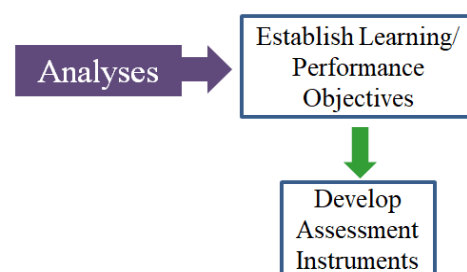 Analyses
Establish Learning/
Performance
Objectives
Develop
Assessment
Instruments